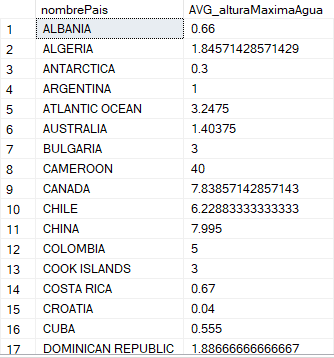 nombrePais AVG_alturaMaximaAgua
1 ALBANIA 0.66
2 ALGERIA 1.84571428571429
3 ANTARCTICA 0.3
4 ARGENTINA 1
5 ATLANTIC OCEAN 3.2475
6 AUSTRALIA 1.40375
7 BULGARIA 3
8 CAMEROON 40
9 CANADA 7.83857142857143
10 CHILE 6.22883333333333
11 CHINA 7.995
12 COLOMBIA 5
13 COOK ISLANDS 3
14 COSTA RICA 0.67
15 CROATIA 0.04
16 CUBA 0.555
17 DOMINICAN REPUBLIC 1.88666666666667